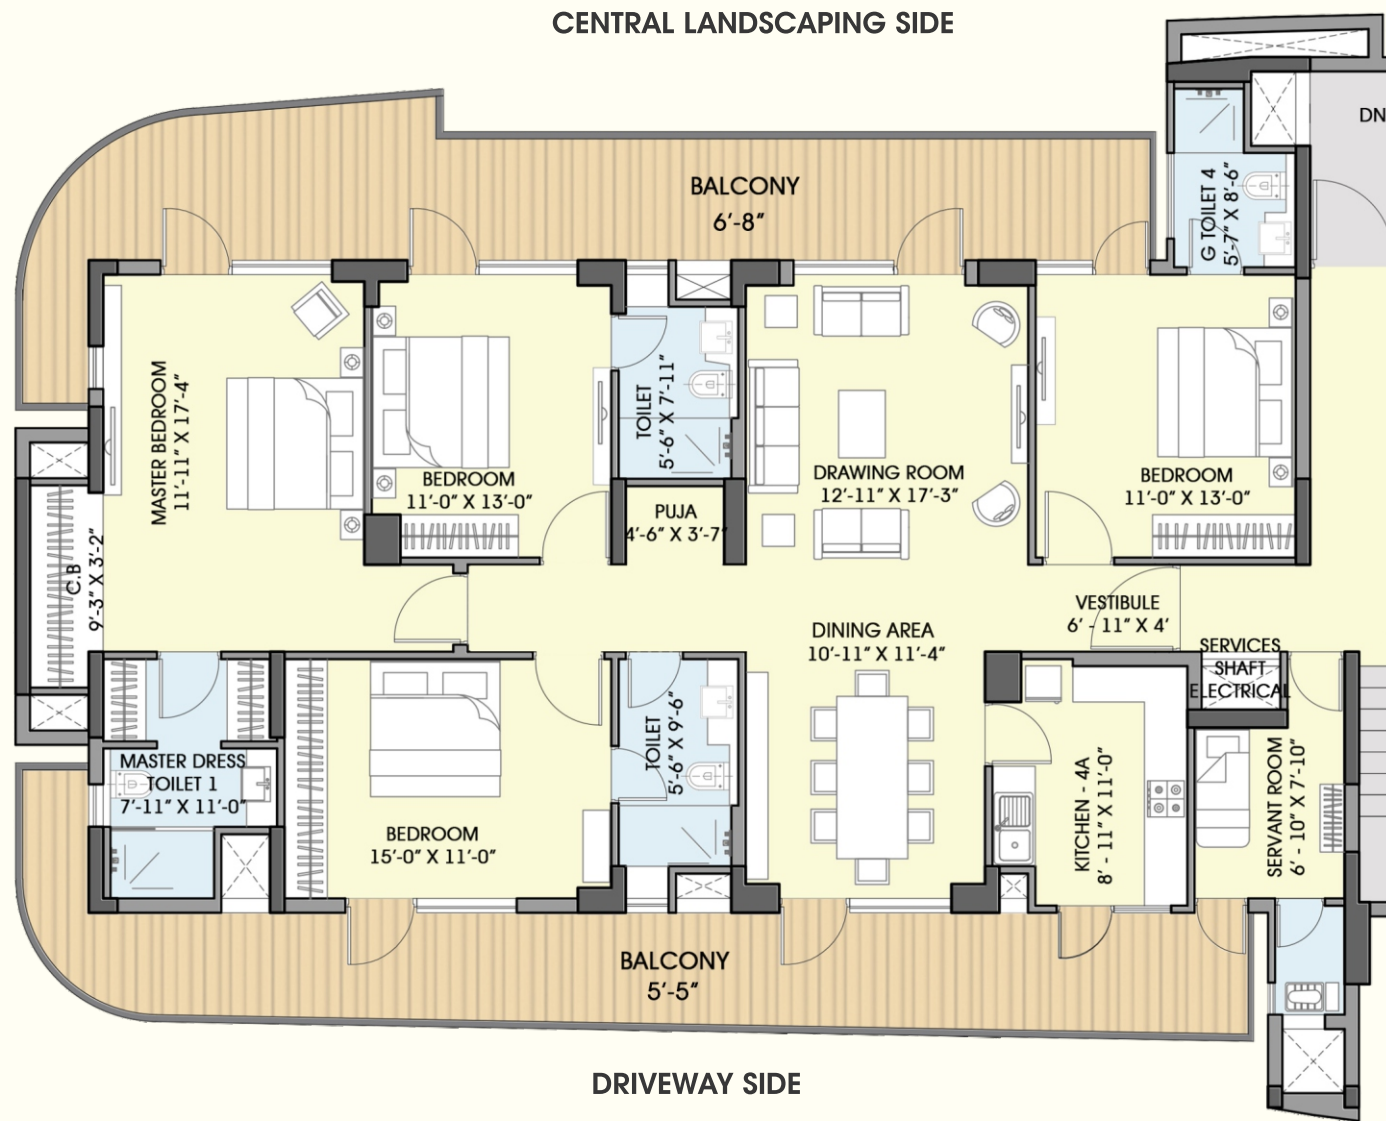 CENTRAL LANDSCAPING SIDE
DN
BALCONY
6'-8"
G TOILET 4
5'-7" X 8'-6"
MASTER BEDROOM
11'-11" X 17'-4"
BEDROOM
11'-0" X 13'-0"
TOILET
5'-6" X 7'-11"
DRAWING ROOM
12'-11" X 17'-3"
BEDROOM
11'-0" X 13'-0"
PUJA
4'-6" X 3'-7"
C.B
9'-3" X 3'-2"
VESTIBULE
6' - 11" X 4'
DINING AREA
10'-11" X 11'-4"
SERVICES
SHAFT
ELECTRICAL
MASTER DRESS
TOILET 1
7'-11" X 11'-0"
BEDROOM
15'-0" X 11'-0"
TOILET
5'-6" X 9'-6"
KITCHEN - 4A
8' - 11" X 11'-0"
SERVANT ROOM
6' - 10" X 7'-10"
BALCONY
5'-5"
DRIVEWAY SIDE